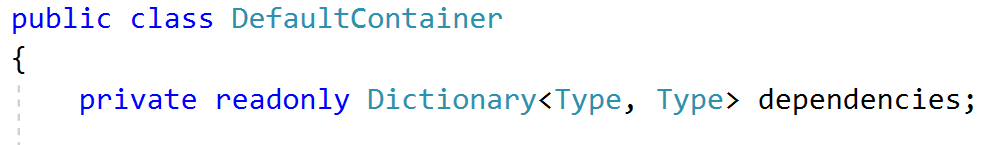 public class DefaultContainer
{
    private readonly Dictionary<Type, Type> dependencies;